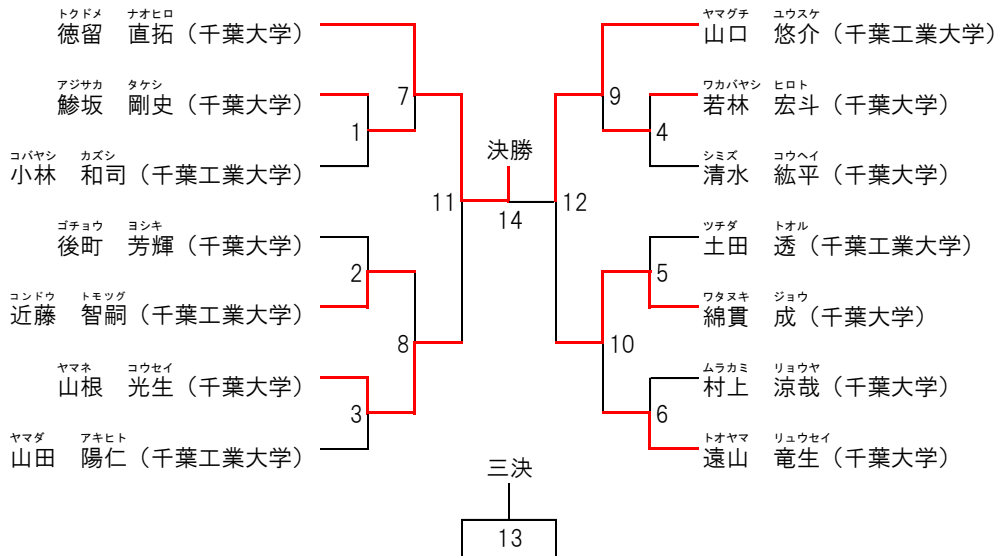 トクドメ ナオヒロ
徳留 直拓(千葉大学)
アジサカ タケシ
鯵坂 剛史(千葉大学)
コバヤシ カズシ
小林 和司(千葉工業大学)
ゴチョウ ヨシキ
後町 芳輝(千葉大学)
コンドウ トモツグ
近藤 智嗣(千葉工業大学)
ヤマネ コウセイ
山根 光生(千葉大学)
ヤマダ アキヒト
山田 陽仁(千葉工業大学)
1
2
3
7
8
11
決勝
14
三決
13
12
9
10
4
5
6
ヤマグチ ユウスケ
山口 悠介(千葉工業大学)
ワカバヤシ ヒロト
若林 宏斗(千葉大学)
シミズ コウヘイ
清水 紘平(千葉大学)
ツチダ トオル
土田 透(千葉工業大学)
ワタヌキ ジョウ
綿貫 成(千葉大学)
ムラカミ リョウヤ
村上 涼哉(千葉大学)
トオヤマ リュウセイ
遠山 竜生(千葉大学)